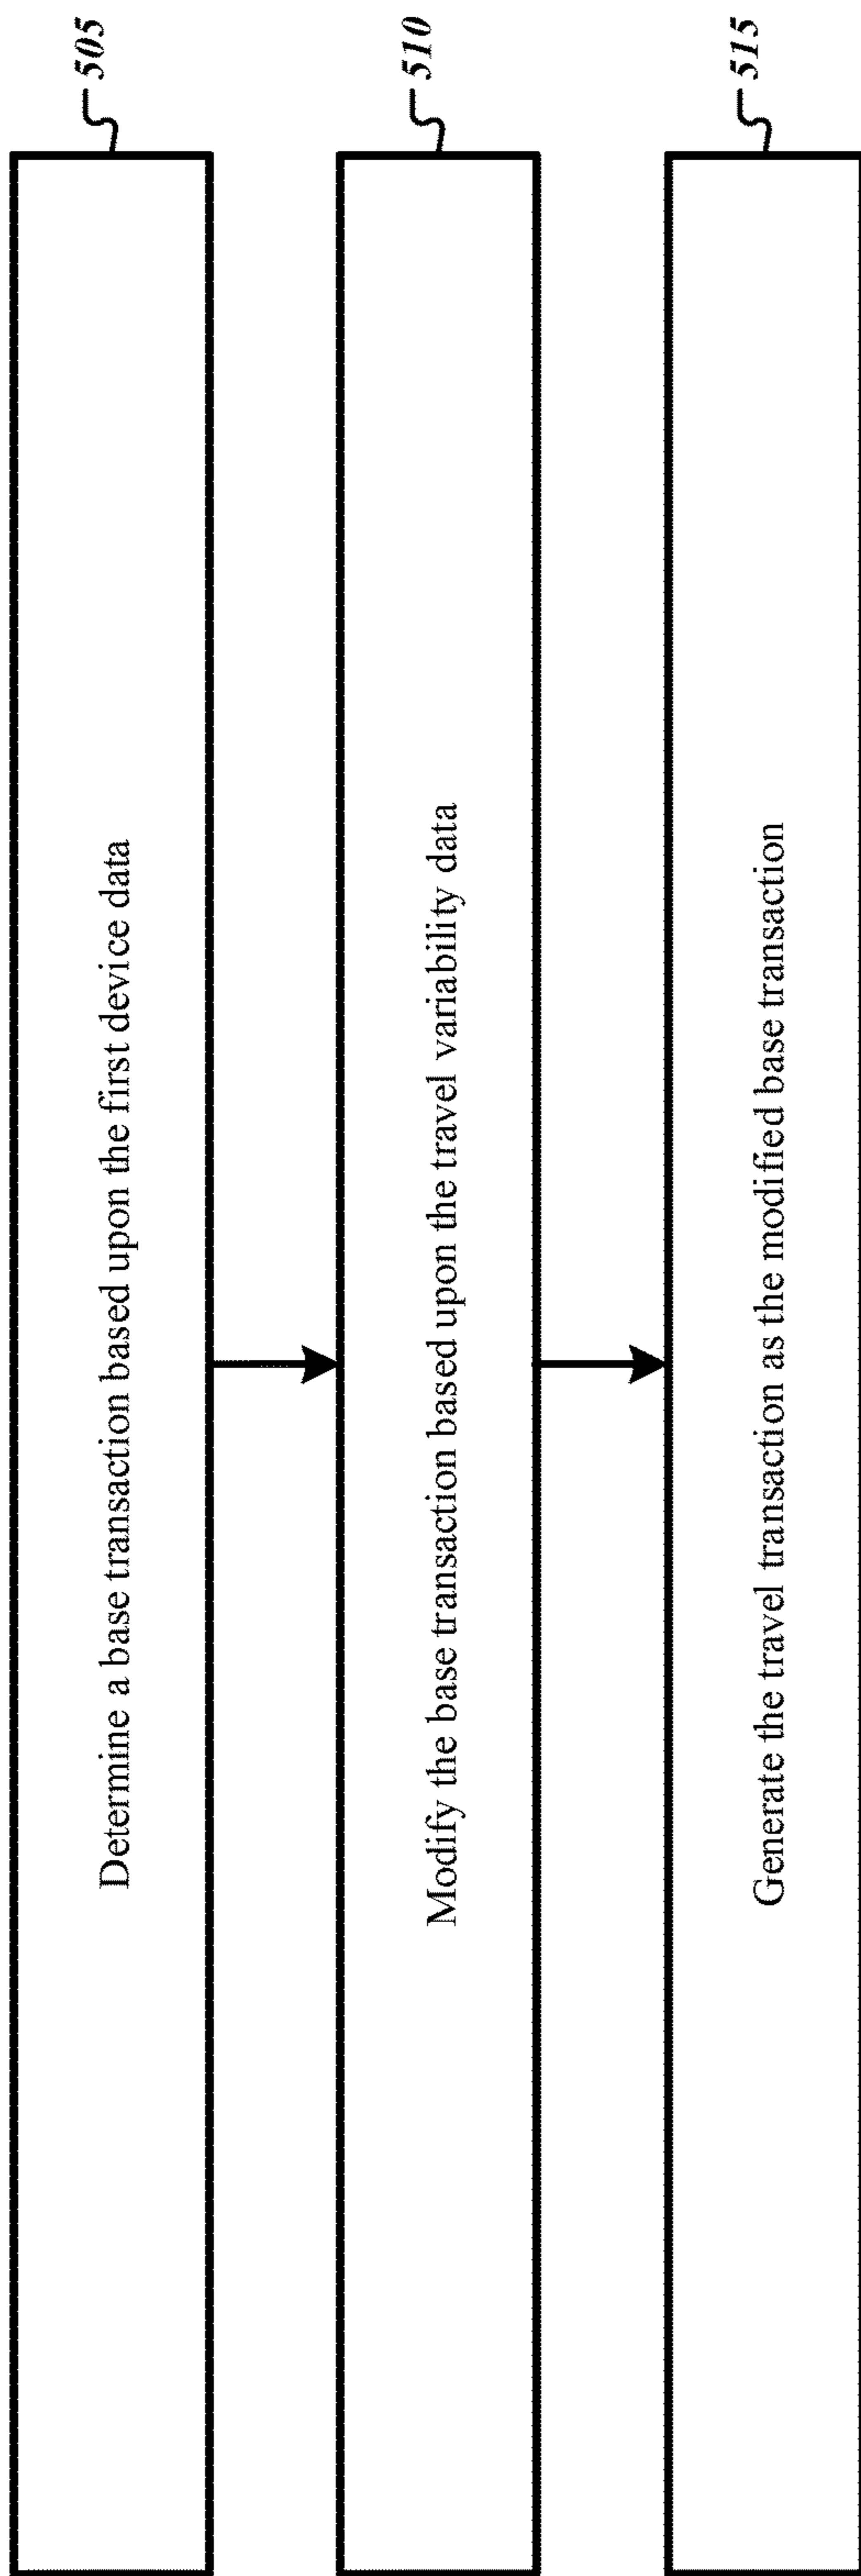 505
Determine a base transaction based upon the first device data
510
Modify the base transaction based upon the travel variability data
515
Generate the travel transaction as the modified base transaction